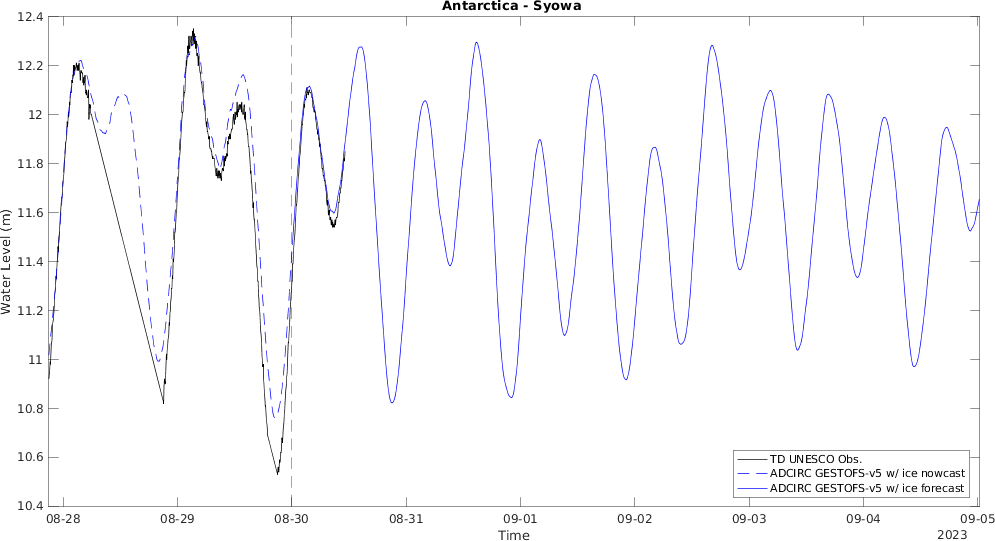 Antarctica - Syowa
Water Level (m)
12.4
12.2
12
11.8
11.6
11.4
11.2
11
10.8
10.6
10.4
TD UNESCO Obs.
ADCIRC GESTOFS-v5 w/ ice nowcast
ADCIRC GESTOFS-v5 w/ ice forecast
08-28 08-29 08-30 08-31 09-01 09-02 09-03 09-04 09-05
Time
2023